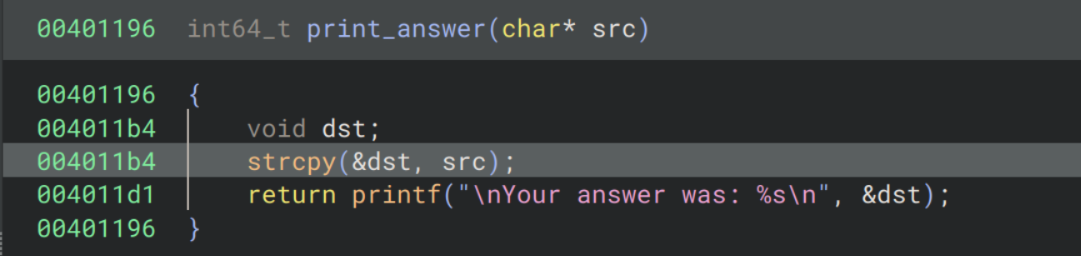 00401196 int64_t print_answer(char* src)
00401196 {
004011b4 void dst;
004011b4 strcpy(&dst, src);
004011d1 return printf("\nYour answer was: %s\n", &dst);
00401196 }